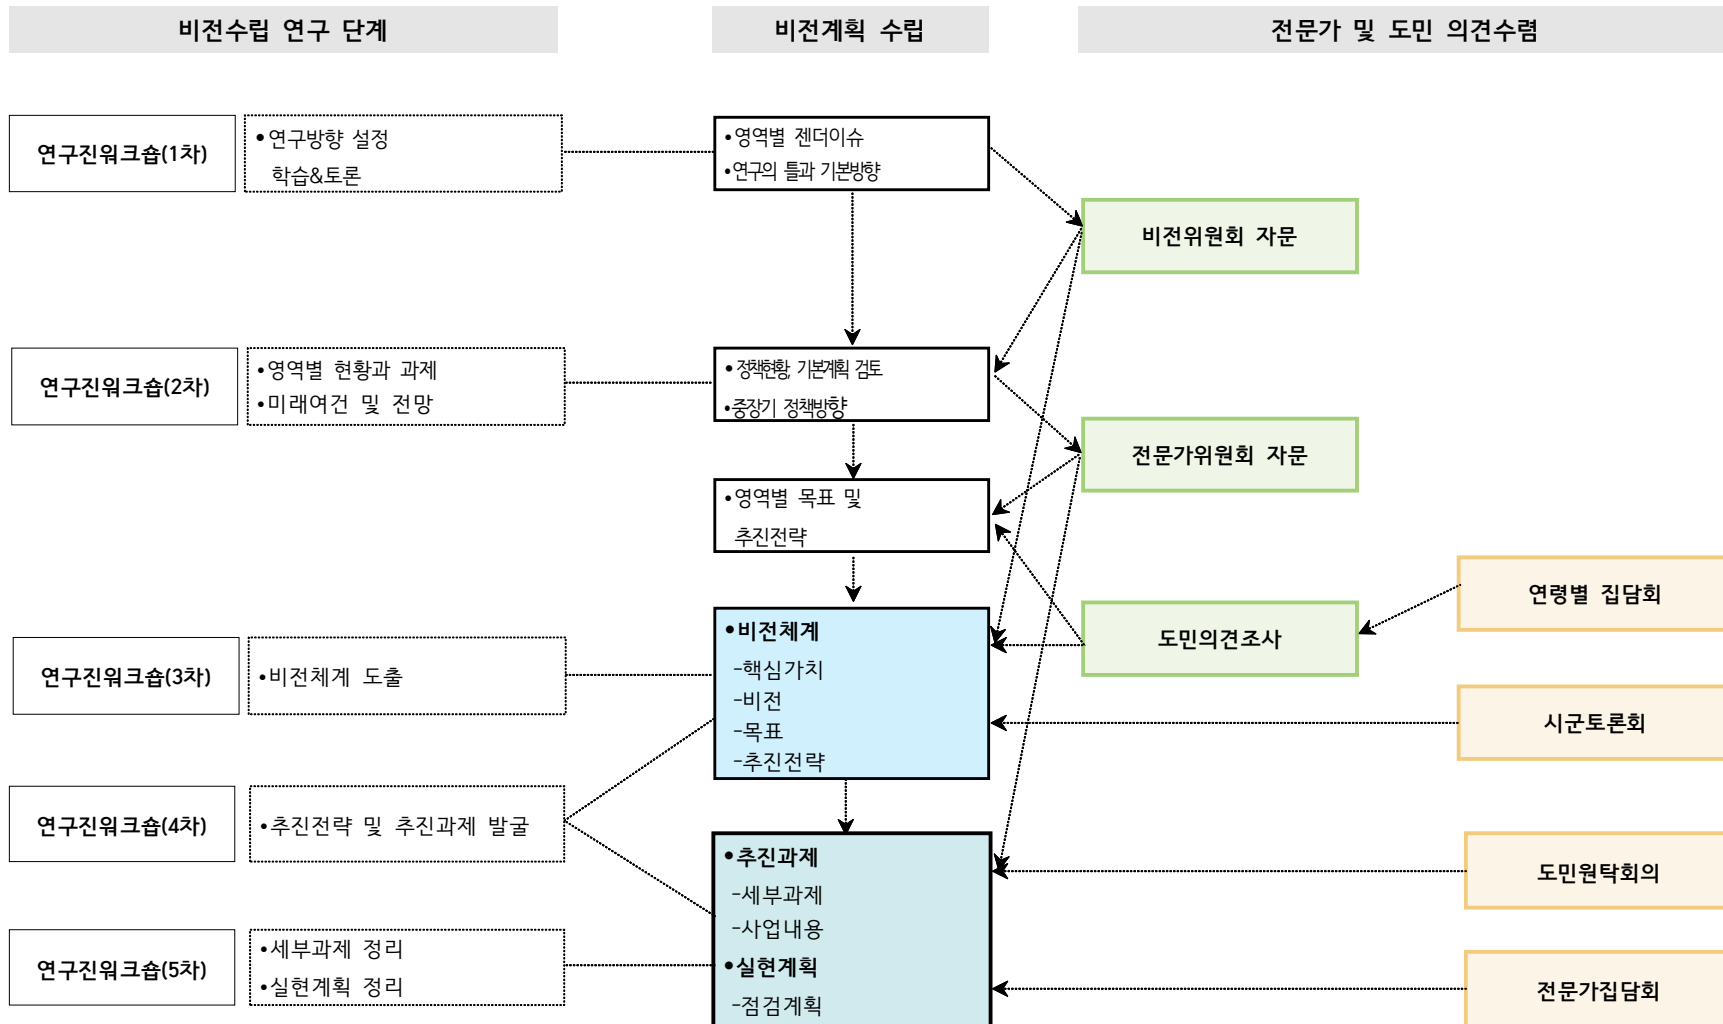 비전수립 연구 단계
비전계획 수립
전문가 및 도민 의견수렴
연구진워크숍(1차)
•연구방향 설정
학습&토론
•영역별 젠더이슈
•연구의 틀과 기본방향
비전위원회 자문
연구진워크숍(2차)
•영역별 현황과 과제
•미래여건 및 전망
•정책현황, 기본계획 검토
•중장기 정책방향
전문가위원회 자문
•영역별 목표 및
추진전략
연령별 집담회
도민의견조사
연구진워크숍(3차)
•비전체계 도출
•비전체계
-핵심가치
-비전
-목표
-추진전략
시군토론회
연구진워크숍(4차)
•추진전략 및 추진과제 발굴
•추진과제
-세부과제
-사업내용
•실현계획
-점검계획
도민원탁회의
연구진워크숍(5차)
•세부과제 정리
•실현계획 정리
전문가집담회